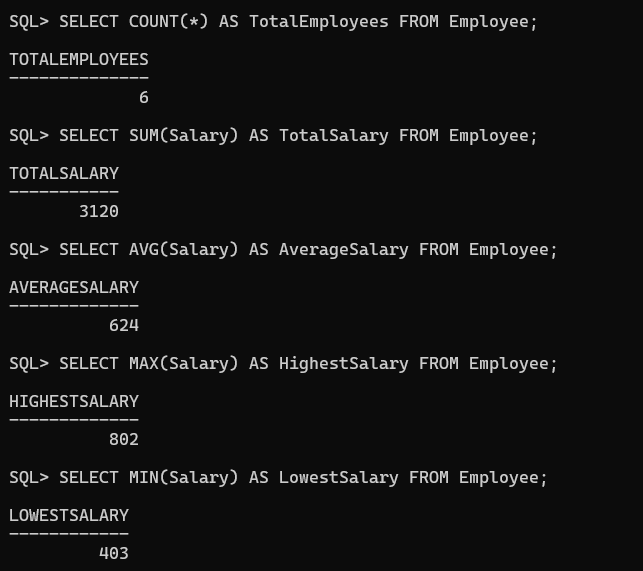 SQL> SELECT COUNT(*) AS TotalEmployees FROM Employee;
TOTALEMPLOYEES
--------------
6
SQL> SELECT SUM(Salary) AS TotalSalary FROM Employee;
TOTALSALARY
-----------
3120
SQL> SELECT AVG(Salary) AS AverageSalary FROM Employee;
AVERAGESALARY
-------------
624
SQL> SELECT MAX(Salary) AS HighestSalary FROM Employee;
HIGHESTSALARY
-------------
802
SQL> SELECT MIN(Salary) AS LowestSalary FROM Employee;
LOWESTSALARY
------------
403